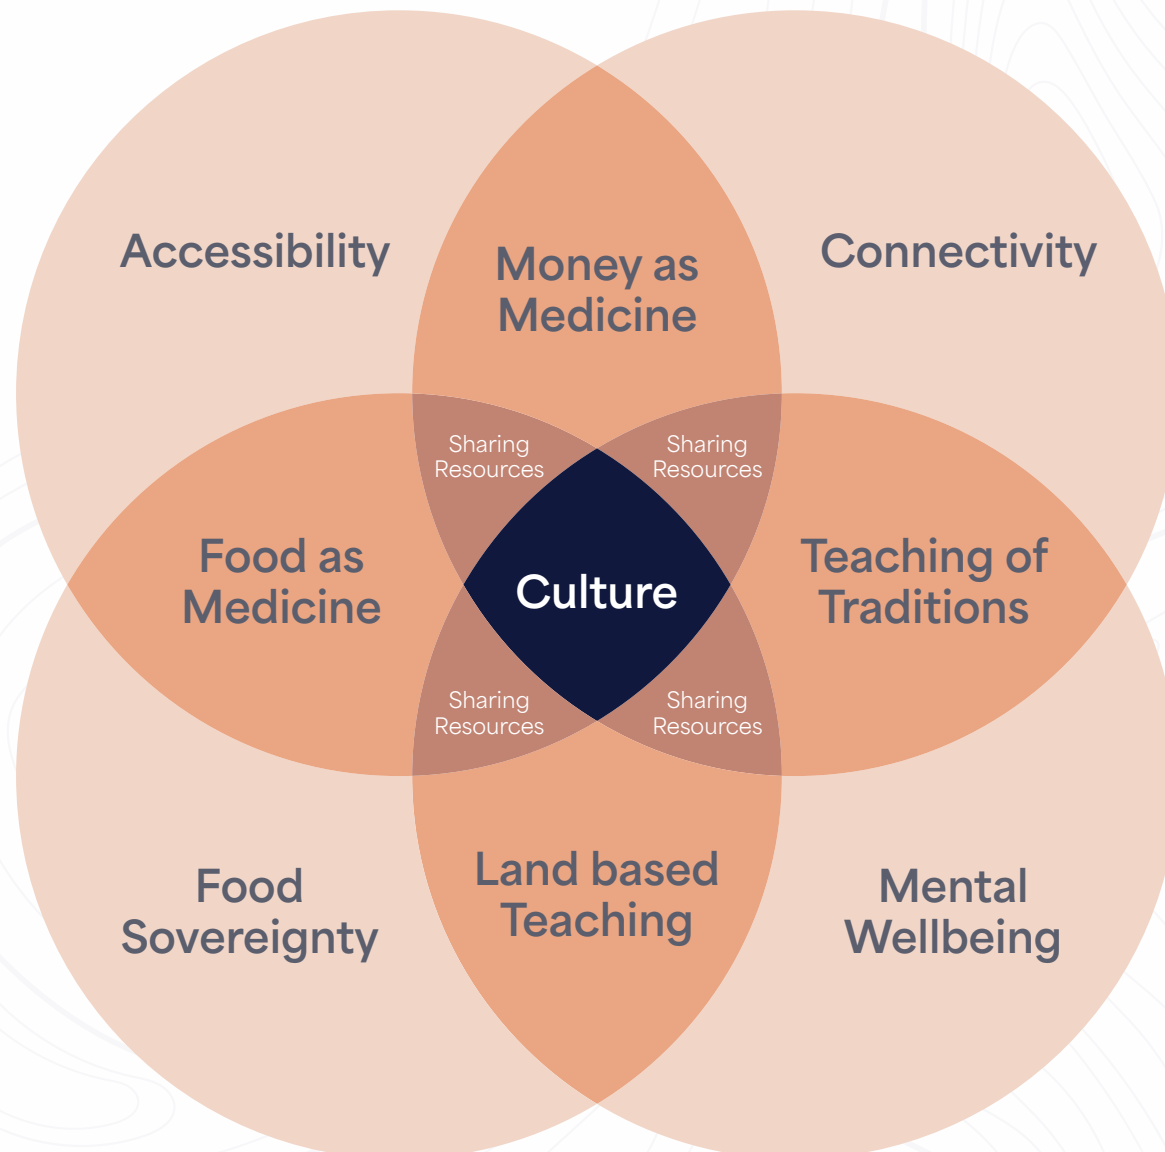 Accessibility
Money as
Medicine
Connectivity
Sharing
Resources
Sharing
Resources
Food as
Medicine
Culture
Teaching of
Traditions
Sharing
Resources
Sharing
Resources
Food
Sovereignty
Land based
Teaching
Mental
Wellbeing